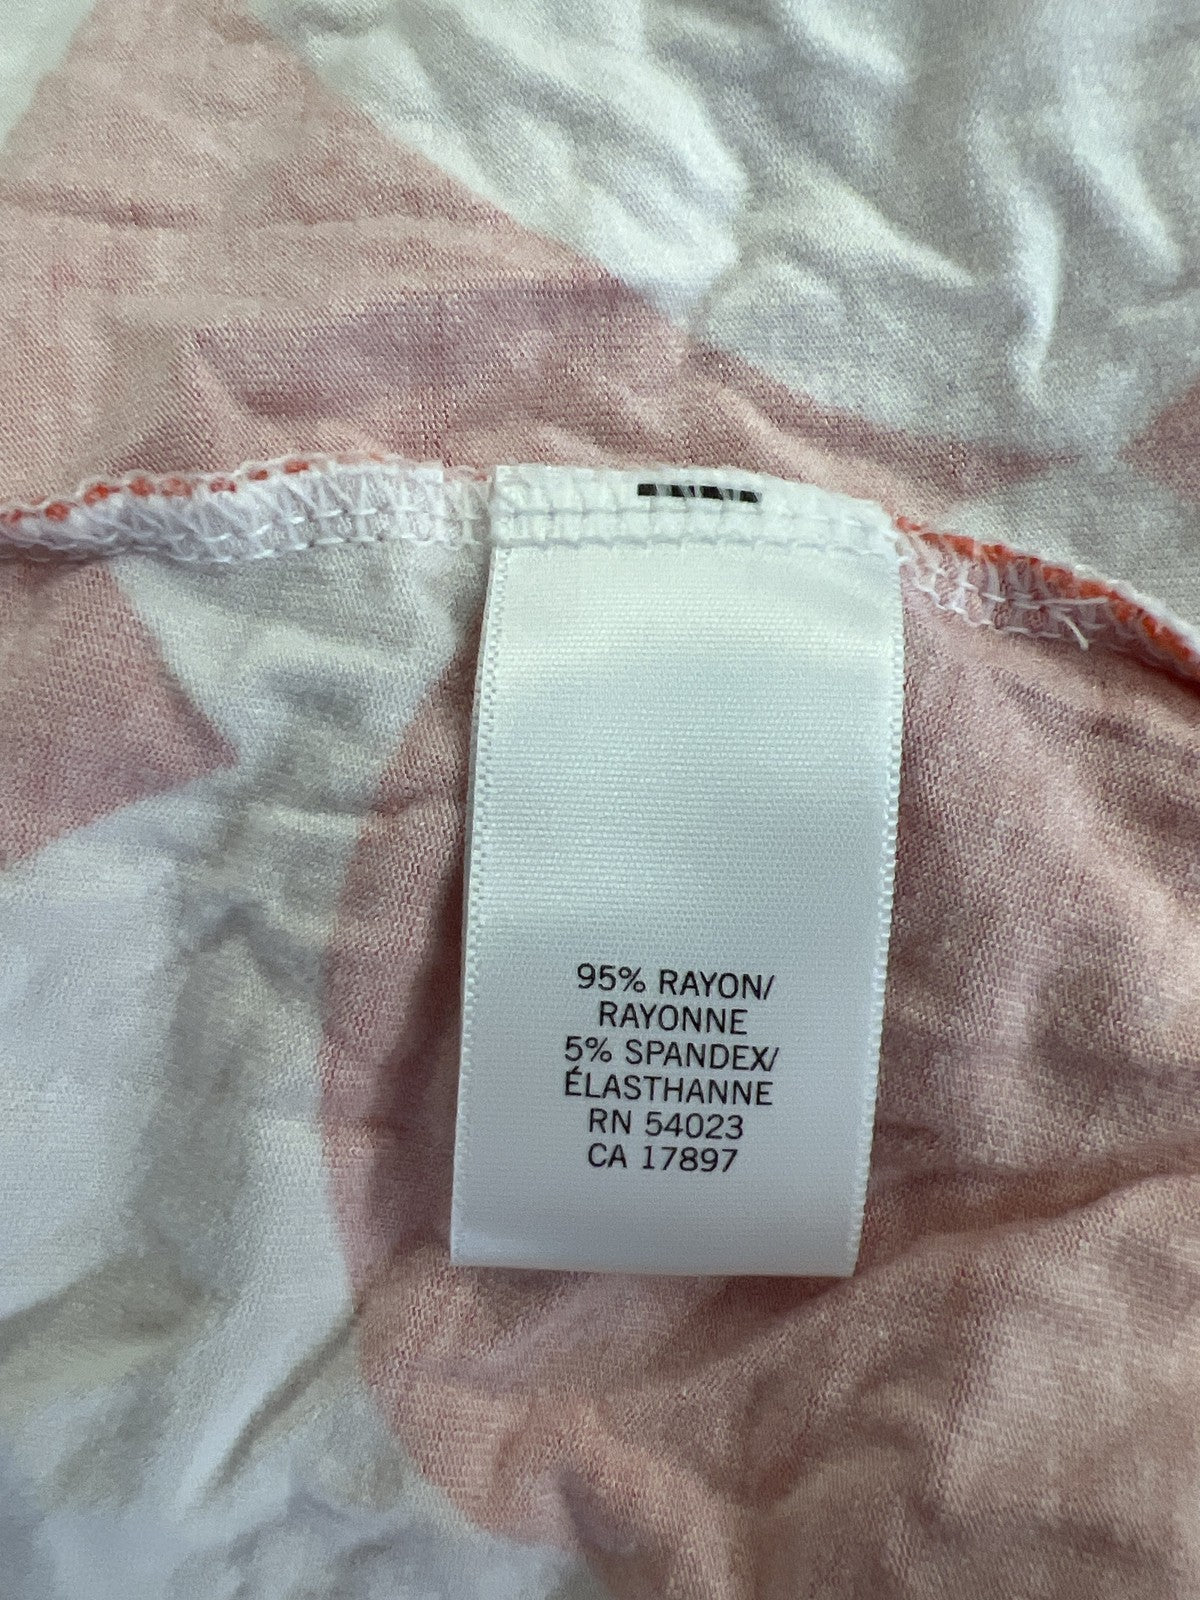 95% RAYON/
RAYONNE
5% SPANDEX/
ÉLASTHANNE
RN 54023
CA 17897